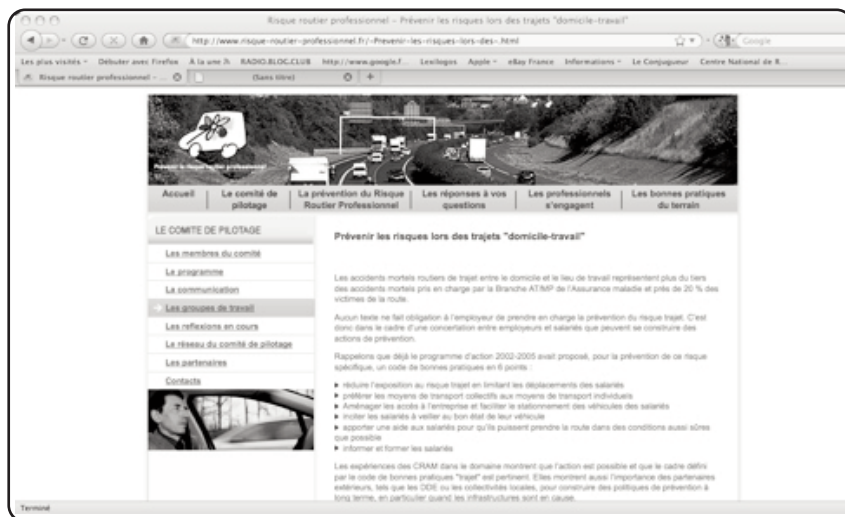 Risque routier professionnel – Prévenir les risques lors des trajets "domicile-travail"
http://www.risque-routier-professionnel.fr/-Prevenir-les-risques-lors-des-.html
Google
Les plus visités Débuter avec Firefox À la une RADIO.BLOG.CLUB http://www.google.f... Lexilogos Apple eBay France Informations Le Conjugueur Centre National de R...
Risque routier professionnel - ... (Sans titre)
Prévenir le risque routier professionnel
Accueil
Le comité de pilotage
La prévention du Risque Routier Professionnel
Les réponses à vos questions
Les professionnels s'engagent
Les bonnes pratiques du terrain
LE COMITE DE PILOTAGE
Les membres du comité
Le programme
La communication
Les groupes de travail
Les reflexions en cours
Le réseau du comité de pilotage
Les partenaires
Contacts
Prévenir les risques lors des trajets "domicile-travail"
Les accidents mortels routiers de trajet entre le domicile et le lieu de travail représentent plus du tiers
des accidents mortels pris en charge par la Branche AT/MP de l'Assurance maladie et près de 20 % des
victimes de la route.
Aucun texte ne fait obligation à l'employeur de prendre en charge la prévention du risque trajet. C'est
donc dans le cadre d'une concertation entre employeurs et salariés que peuvent se construire des
actions de prévention.
Rappelons que déjà le programme d'action 2002-2005 avait proposé, pour la prévention de ce risque
spécifique, un code de bonnes pratiques en 6 points :
réduire l'exposition au risque trajet en limitant les déplacements des salariés
préférer les moyens de transport collectifs aux moyens de transport individuels
Aménager les accès à l'entreprise et faciliter le stationnement des véhicules des salariés
inciter les salariés à veiller au bon état de leur véhicule
apporter une aide aux salariés pour qu'ils puissent prendre la route dans des conditions aussi sûres
que possible
informer et former les salariés
Les expériences des CRAM dans le domaine montrent que l'action est possible et que le cadre défini
par le code de bonnes pratiques "trajet" est pertinent. Elles montrent aussi l'importance des partenaires
extérieurs, tels que les DDE ou les collectivités locales, pour construire des politiques de prévention à
long terme, en particulier quand les infrastructures sont en cause.
Terminé